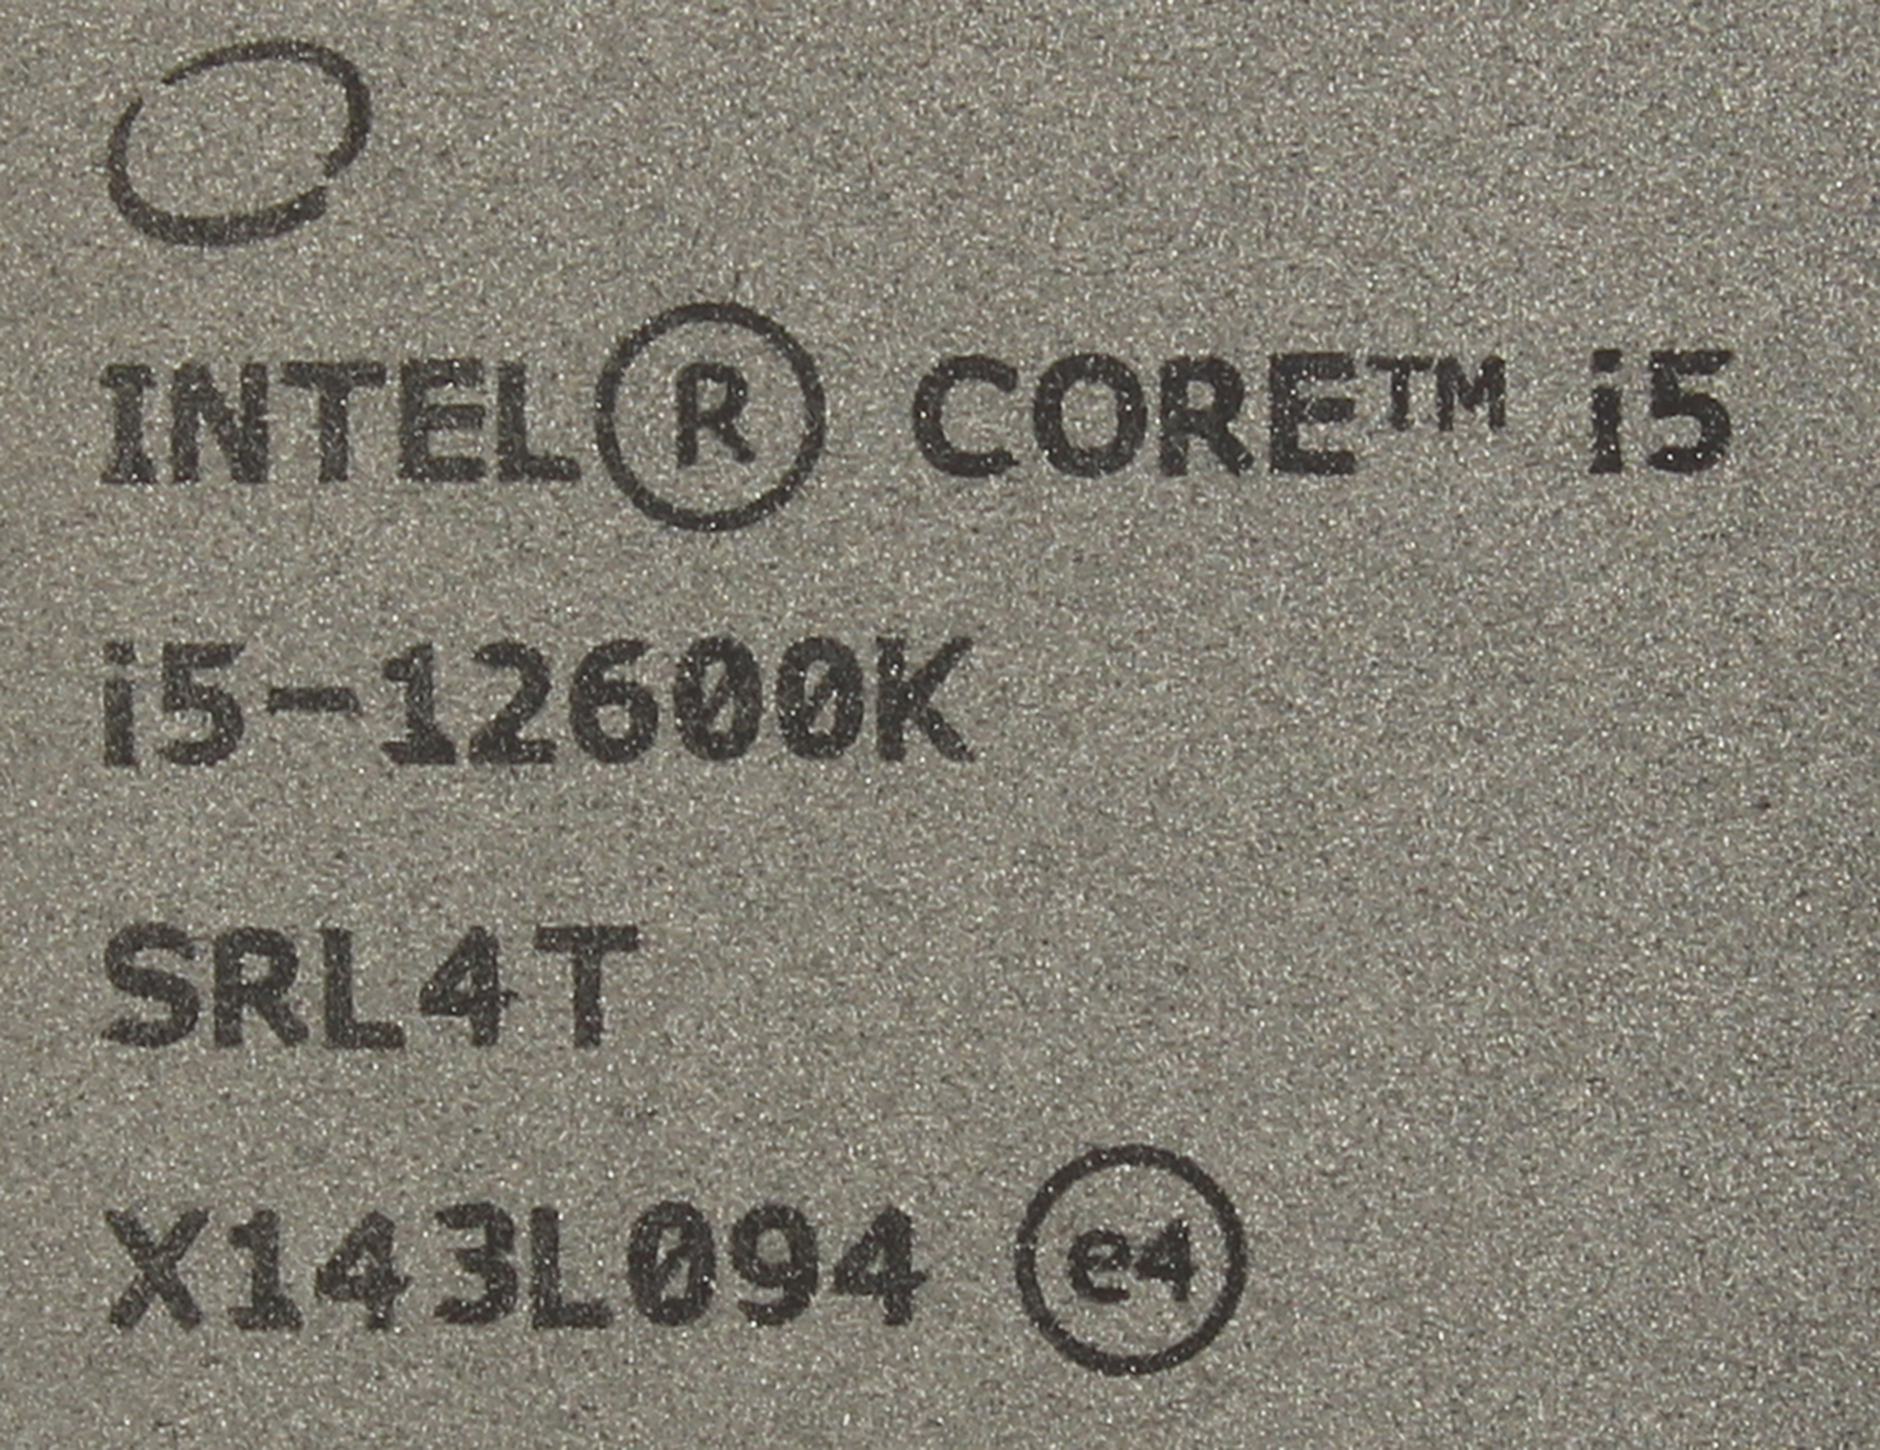 INTEL® CORE™ i5
i5-12600K
SRL4T
X143L094 e4